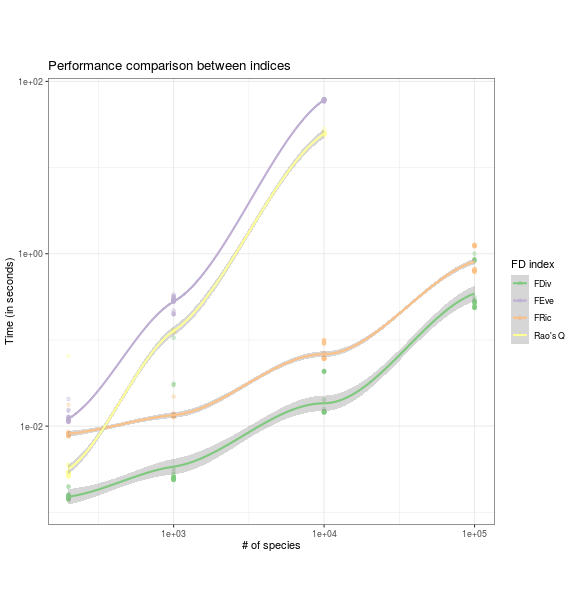 Performance comparison between indices
1e+02
1e+00
1e-02
Time (in seconds)
1e+03
1e+04
1e+05
# of species
FD index
FDiv
FEve
FRic
Rao's Q